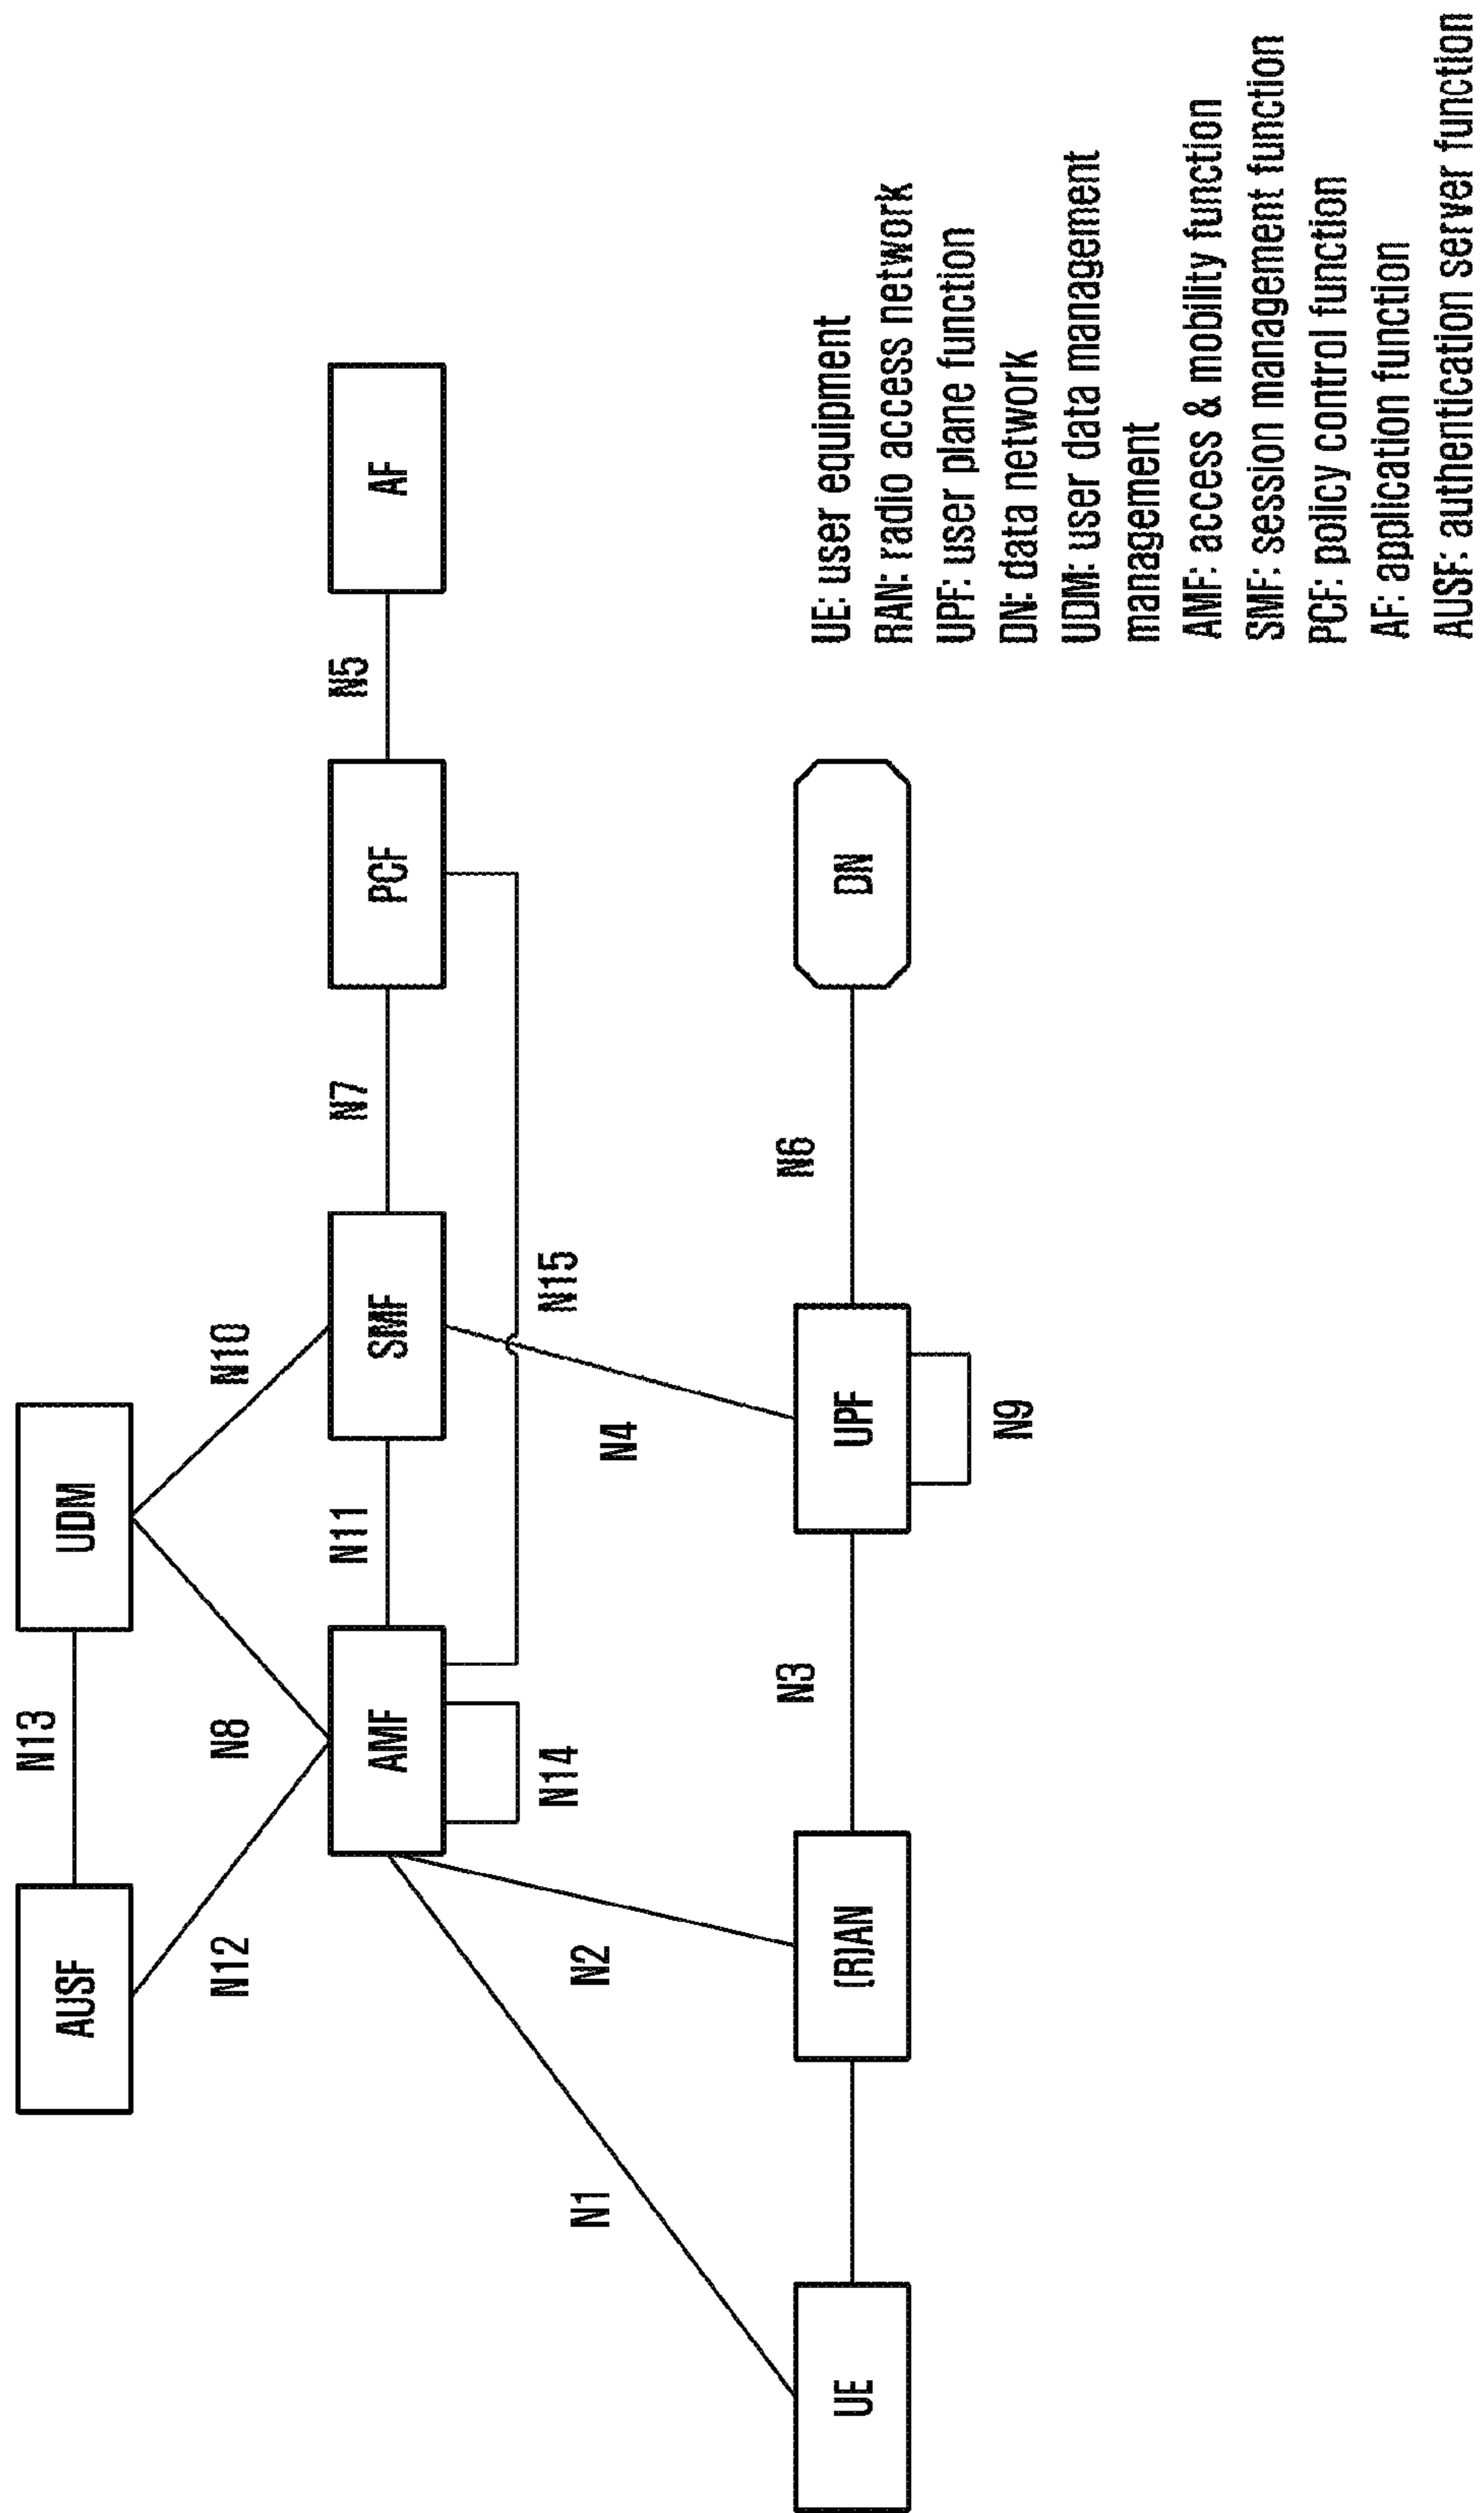 N13
AUSF
UDM
N12
N8
N10
N11
N7
N5
AMF
SMF
PCF
AF
N14
N15
N1
N2
N4
N3
N6
UE
(R)AN
UPF
DN
N9
UE: user equipment
RAN: radio access network
UPF: user plane function
DN: data network
UDM: user data management
management
AMF: access & mobility function
SMF: session management function
PCF: policy control function
AF: application function
AUSF: authentication server function